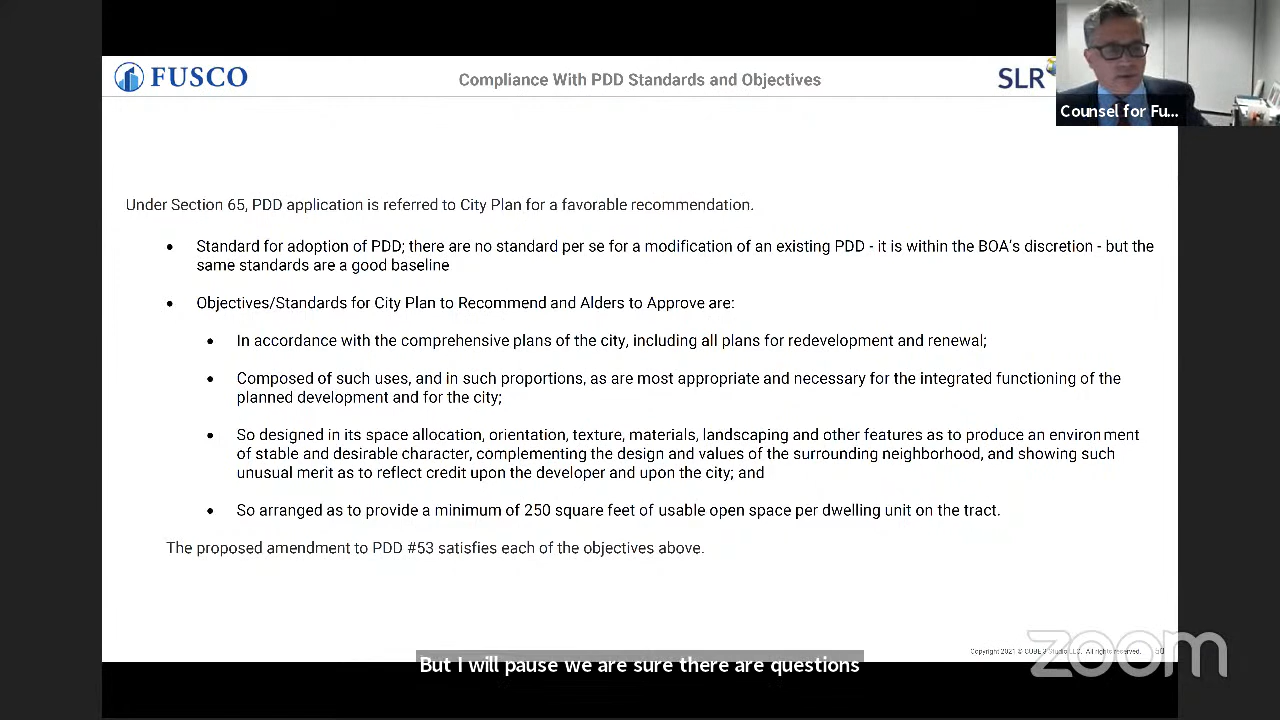 FUSCO
Compliance With PDD Standards and Objectives
SLR
Counsel for Fu...
Under Section 65, PDD application is referred to City Plan for a favorable recommendation.
• Standard for adoption of PDD; there are no standard per se for a modification of an existing PDD - it is within the BOA's discretion - but the
same standards are a good baseline
• Objectives/Standards for City Plan to Recommend and Alders to Approve are:
• In accordance with the comprehensive plans of the city, including all plans for redevelopment and renewal;
• Composed of such uses, and in such proportions, as are most appropriate and necessary for the integrated functioning of the
planned development and for the city;
• So designed in its space allocation, orientation, texture, materials, landscaping and other features as to produce an environment
of stable and desirable character, complementing the design and values of the surrounding neighborhood, and showing such
unusual merit as to reflect credit upon the developer and upon the city; and
• So arranged as to provide a minimum of 250 square feet of usable open space per dwelling unit on the tract.
The proposed amendment to PDD #53 satisfies each of the objectives above.
Copyright 2021 © CUBE 3 Studio LLC. All rights reserved.
zoom
But I will pause we are sure there are questions